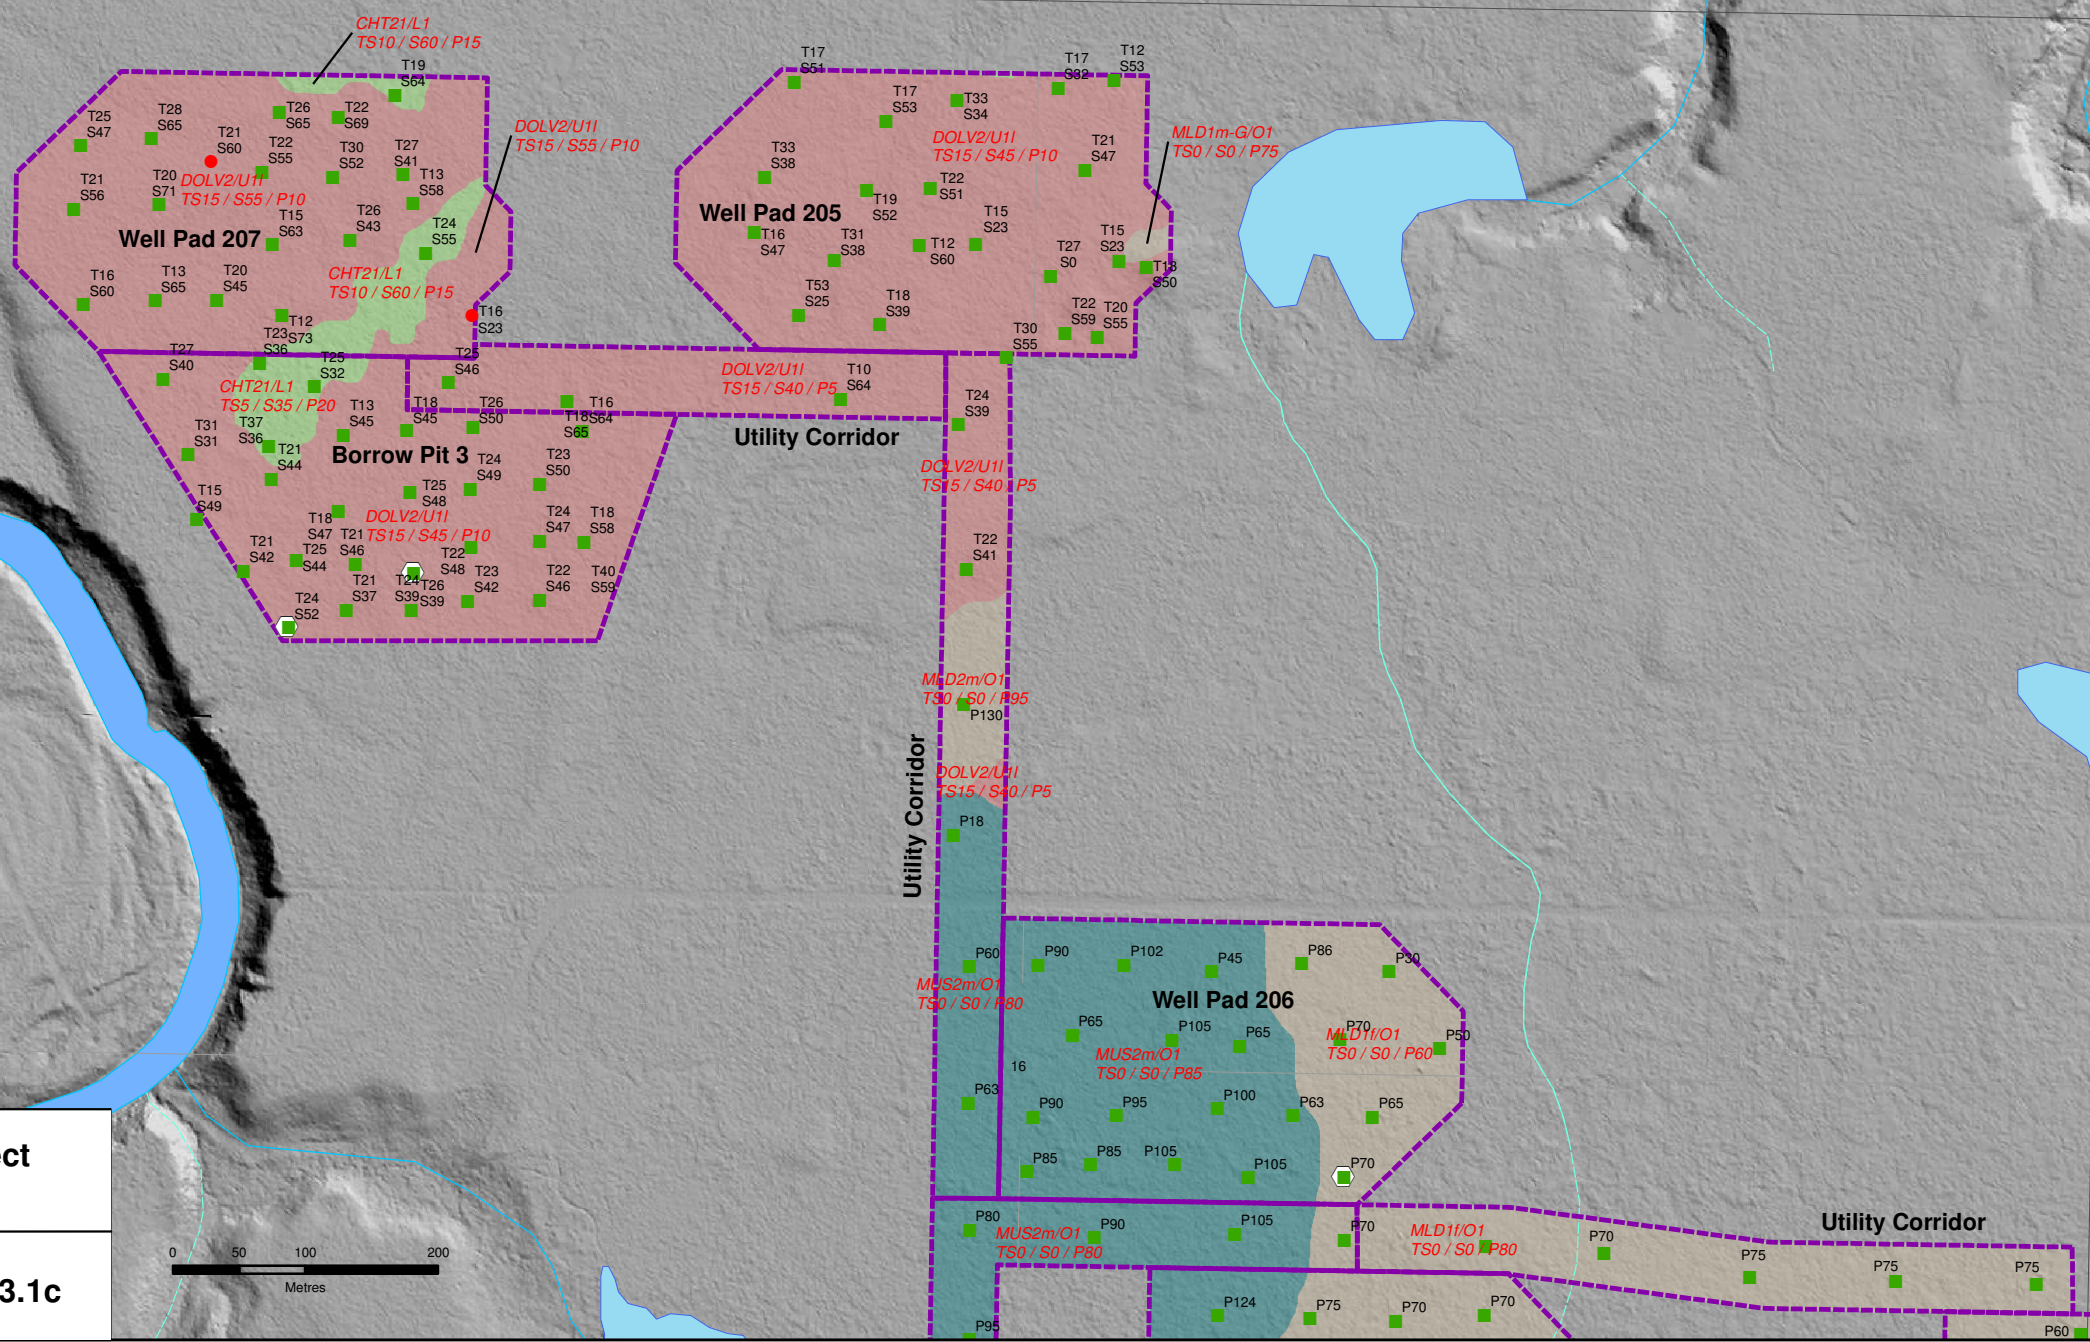 CHT21/L1
TS10 / S60 / P15
T19
S64
T25
S47
T28
S65
T21
S60
T26
S65
T22
S69
T22
S55
T30
S52
T27
S41
T13
S58
DOLV2/U1I
TS15 / S55 / P10
T21
S56
T20
S71
DOLV2/U1I
TS15 / S55 / P10
T15
S63
T26
S43
T24
S55
Well Pad 207
T16
S60
T13
S65
T20
S45
CHT21/L1
TS10 / S60 / P15
T12
S73
T16
S23
T23
S36
T17
S51
T17
S32
T12
S53
T17
S53
T33
S34
DOLV2/U1I
TS15 / S45 / P10
T21
S47
MLD1m-G/O1
TS0 / S0 / P75
T33
S38
T19
S52
T22
S51
Well Pad 205
T16
S47
T31
S38
T12
S60
T15
S23
T27
S0
T15
S23
T18
S50
T53
S25
T18
S39
T22
S59
T20
S55
T30
S55
T27
S40
T25
S32
T25
S46
CHT21/L1
TS5 / S35 / P20
DOLV2/U1I
TS15 / S40 / P5
T10
S64
T24
S39
T13
S45
T18
S45
T26
S50
T16
S64
T18
S65
T31
S31
T37
S36
T21
S44
Borrow Pit 3
Utility Corridor
T24
S49
T23
S50
DOLV2/U1I
TS15 / S40 / P5
T15
S49
T25
S48
T18
S47
DOLV2/U1I
TS15 / S45 / P10
T24
S47
T18
S58
T21
S42
T25
S44
T21
S46
T22
S48
T22
S41
T24
S52
T21
S37
T24
S39
T26
S39
T23
S42
T22
S46
T40
S59
MLD2m/O1
TS0 / S0 / P95
P130
Utility Corridor
DOLV2/U1I
TS15 / S40 / P5
P18
P60
P90
P102
P45
P86
P30
MUS2m/O1
TS0 / S0 / P80
Well Pad 206
P65
P105
P65
P70
P50
MLD1f/O1
TS0 / S0 / P60
MUS2m/O1
TS0 / S0 / P85
16
P63
P90
P95
P100
P63
P65
P85
P85
P105
P105
P70
P80
P90
P105
P70
MUS2m/O1
TS0 / S0 / P80
MLD1f/O1
TS0 / S0 / P80
Utility Corridor
P70
P75
P75
P75
P124
P75
P70
P70
P95
P60
ct
3.1c
0 50 100 200
Metres